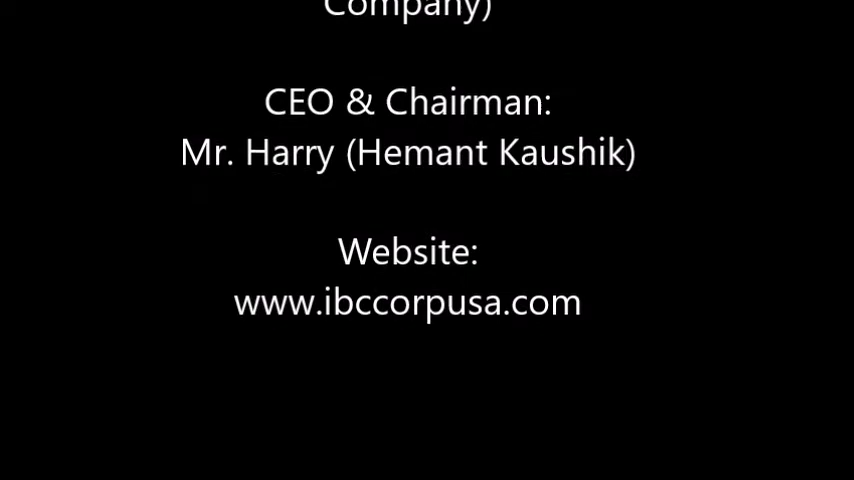 Company)
CEO & Chairman:
Mr. Harry (Hemant Kaushik)
Website:
www.ibccorpusa.com